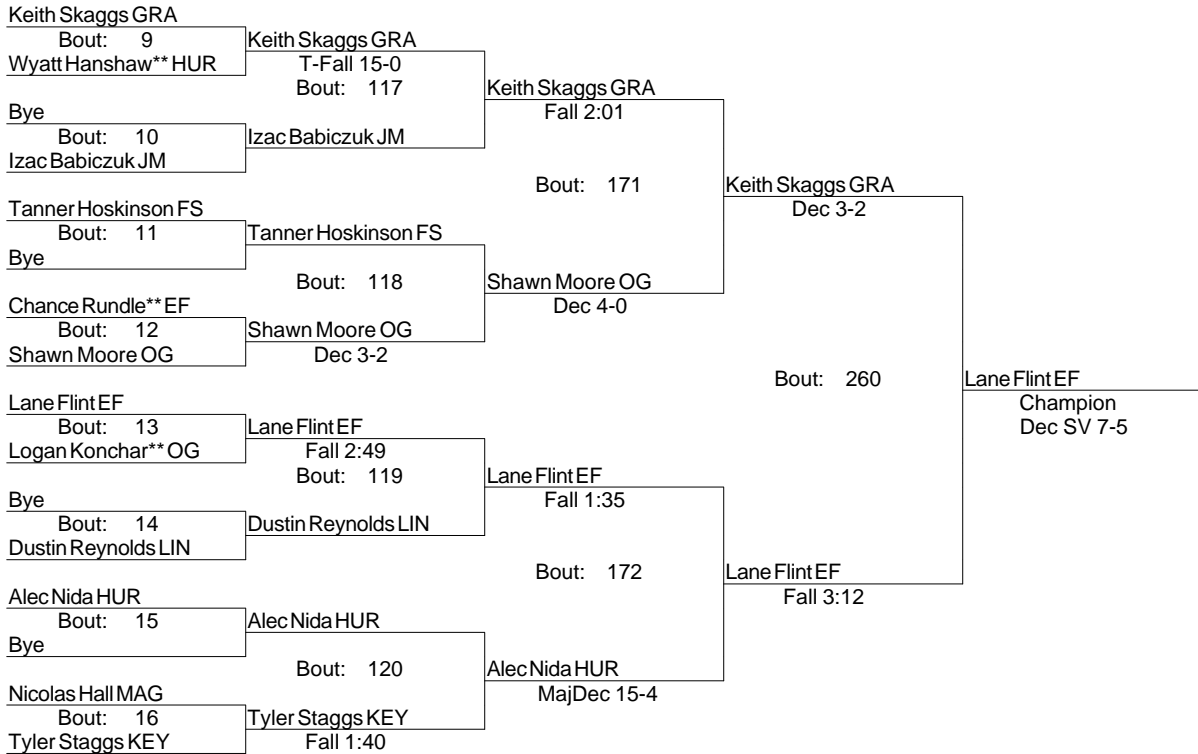 Keith Skaggs GRA
Bout: 9
Keith Skaggs GRA
Wyatt Hanshaw** HUR
T-Fall 15-0
Bout: 117
Keith Skaggs GRA
Bye
Fall 2:01
Bout: 10
Izac Babiczuk JM
Izac Babiczuk JM
Bout: 171
Keith Skaggs GRA
Tanner Hoskinson FS
Dec 3-2
Bout: 11
Tanner Hoskinson FS
Bye
Bout: 118
Shawn Moore OG
Chance Rundle** EF
Dec 4-0
Bout: 12
Shawn Moore OG
Shawn Moore OG
Dec 3-2
Bout: 260
Lane Flint EF
Lane Flint EF
Champion
Bout: 13
Lane Flint EF
Dec SV 7-5
Logan Konchar** OG
Fall 2:49
Bout: 119
Lane Flint EF
Bye
Fall 1:35
Bout: 14
Dustin Reynolds LIN
Dustin Reynolds LIN
Bout: 172
Lane Flint EF
Alec Nida HUR
Fall 3:12
Bout: 15
Alec Nida HUR
Bye
Bout: 120
Alec Nida HUR
Nicolas Hall MAG
MajDec 15-4
Bout: 16
Tyler Staggs KEY
Tyler Staggs KEY
Fall 1:40